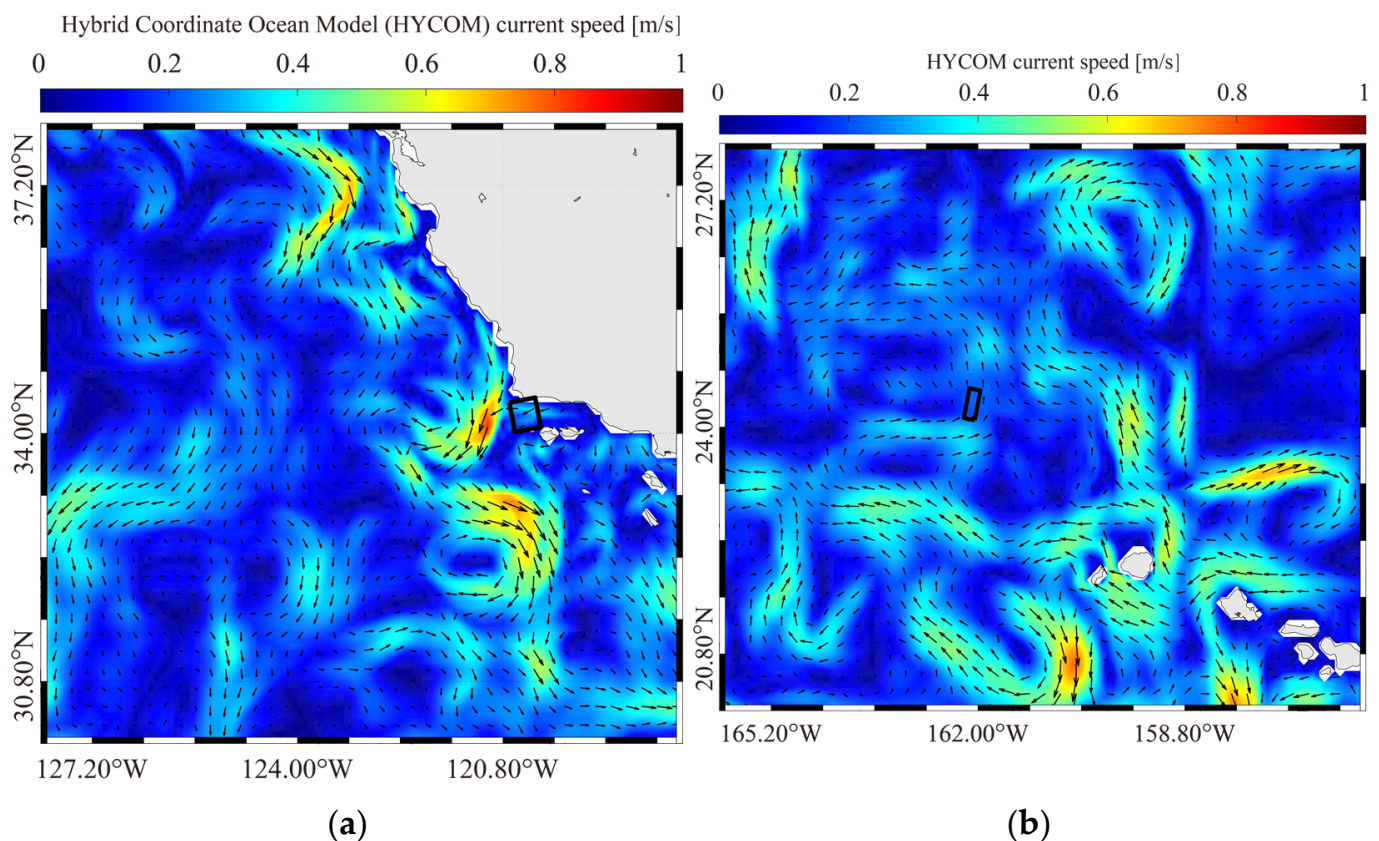 Hybrid Coordinate Ocean Model (HYCOM) current speed [m/s]
0 0.2 0.4 0.6 0.8 1
37.20°N
34.00°N
30.80°N
127.20°W 124.00°W 120.80°W
(a)
HYCOM current speed [m/s]
0 0.2 0.4 0.6 0.8 1
27.20°N
24.00°N
20.80°N
165.20°W 162.00°W 158.80°W
(b)